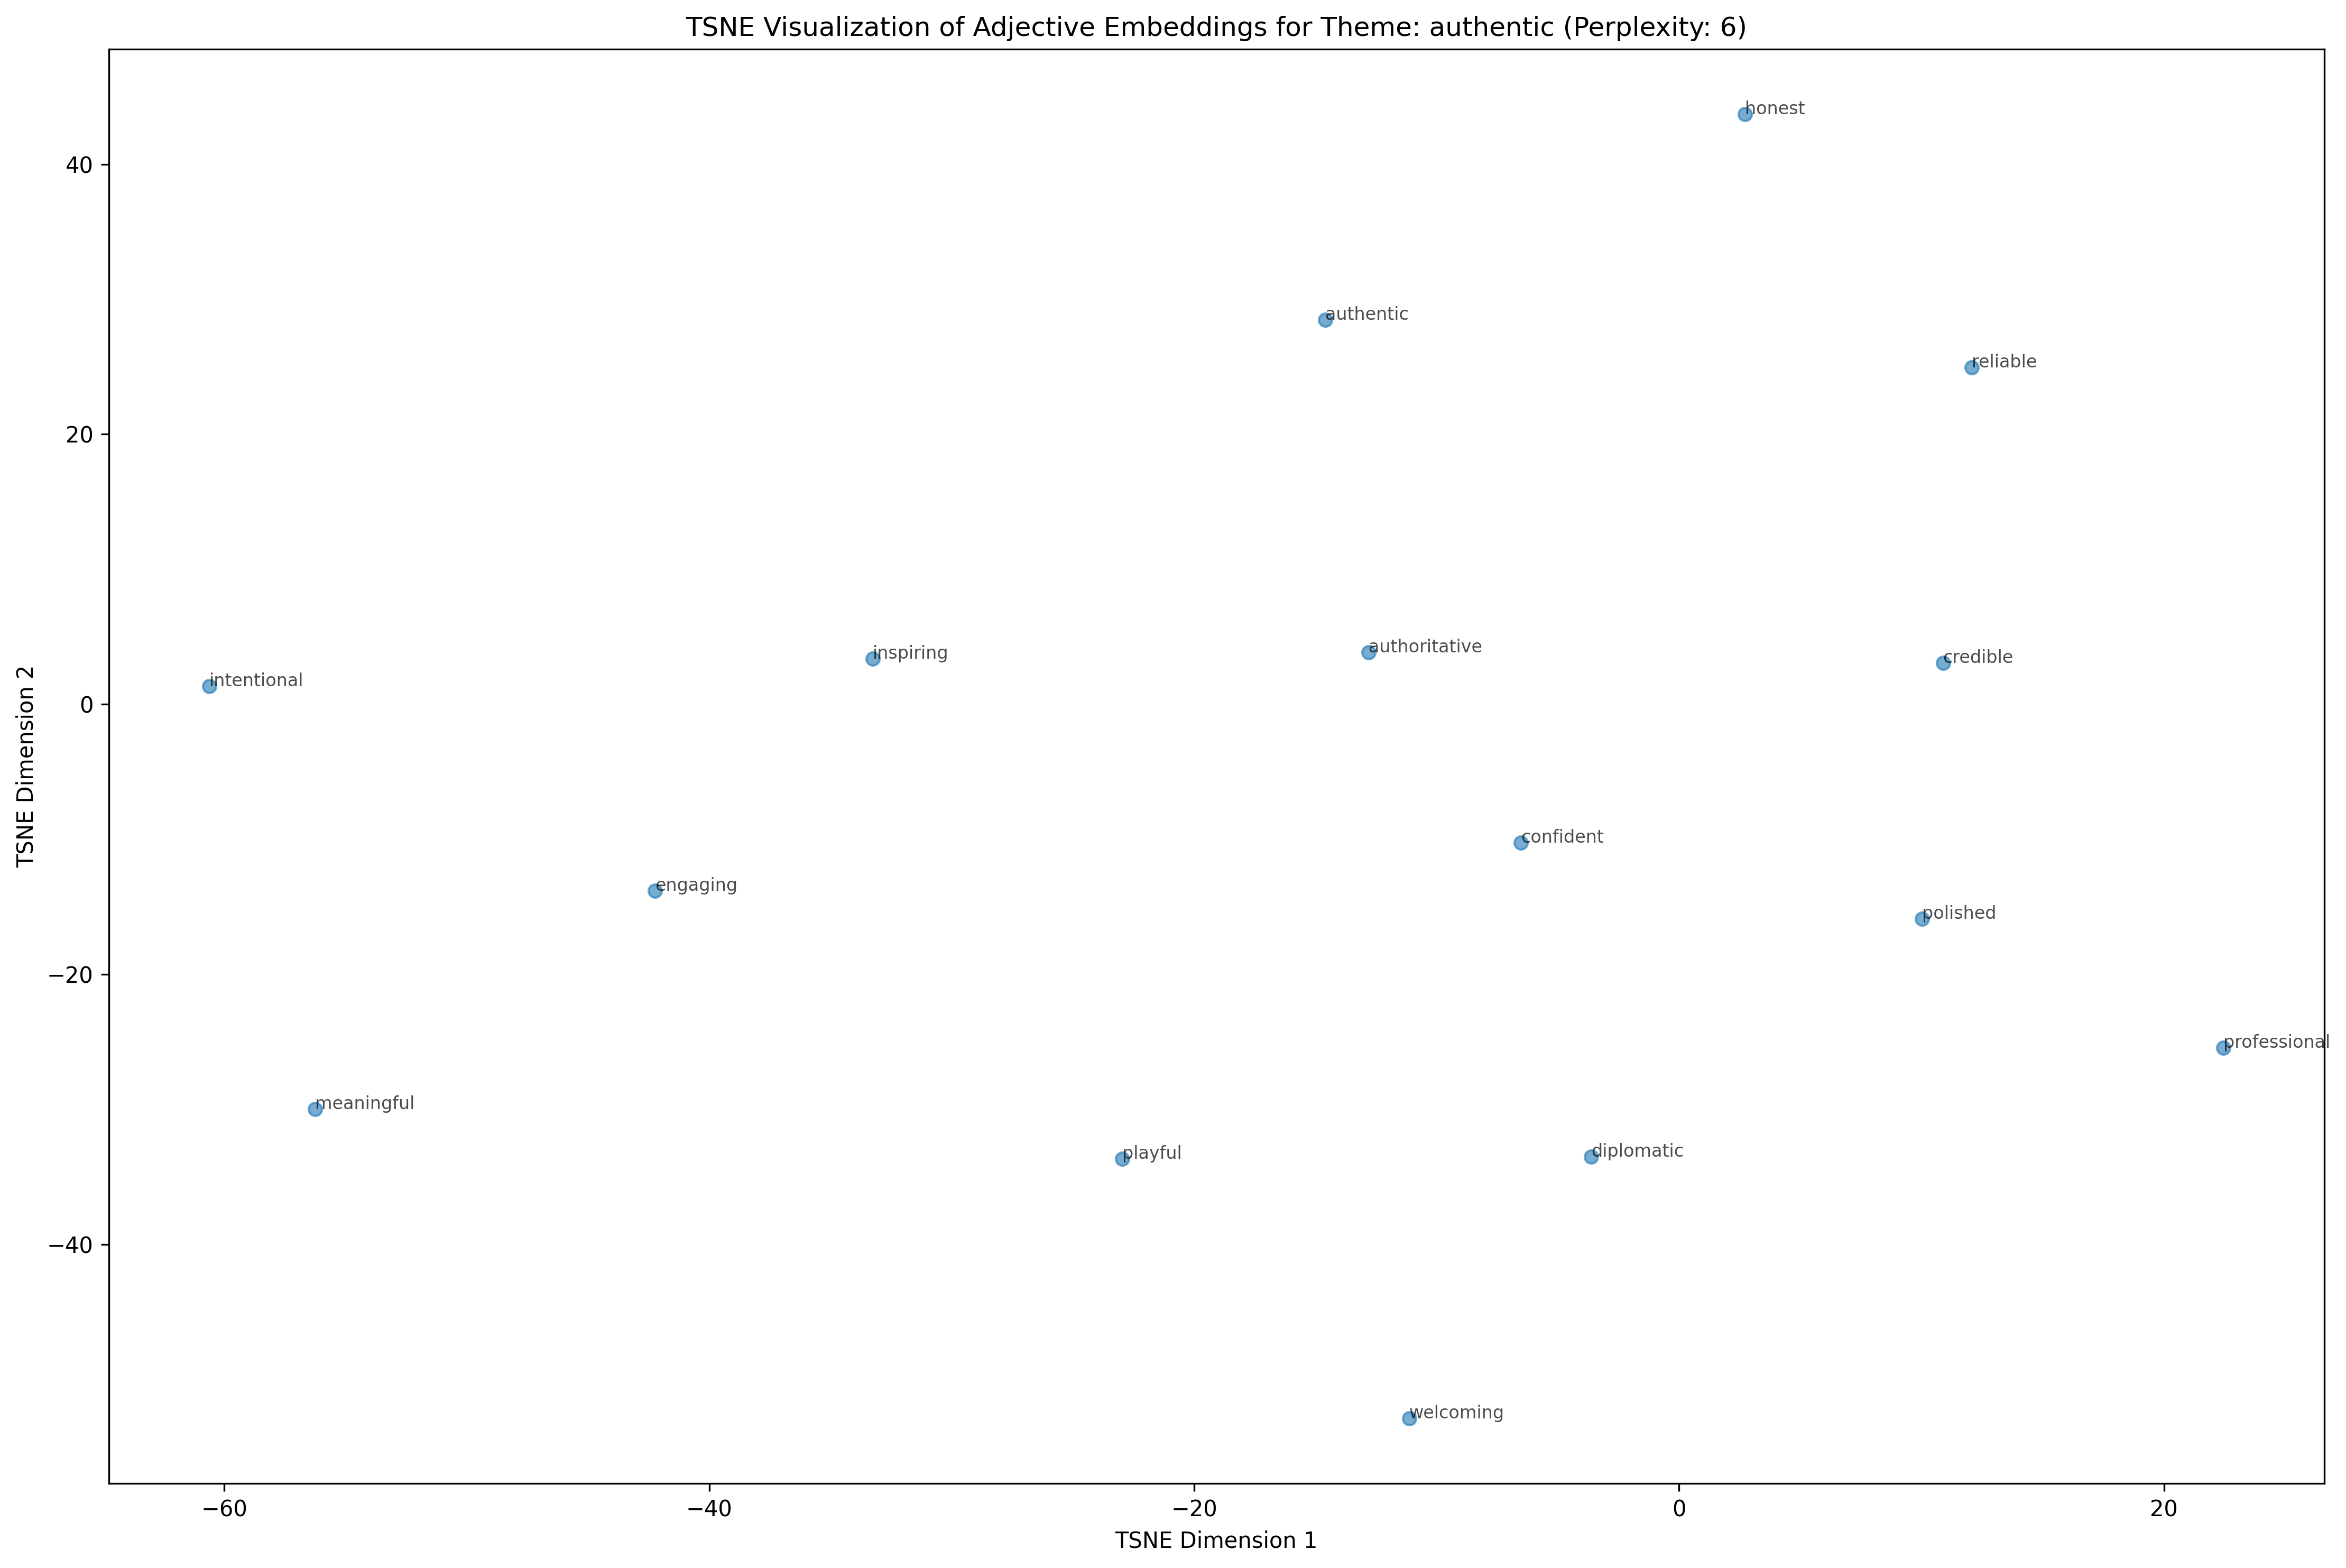 TSNE Visualization of Adjective Embeddings for Theme: authentic (Perplexity: 6)
honest
40
authentic
reliable
20
authoritative
inspiring
credible
intentional
0
TSNE Dimension 2
confident
engaging
polished
−20
professional
meaningful
diplomatic
playful
−40
welcoming
−60
−40
−20
0
20
TSNE Dimension 1